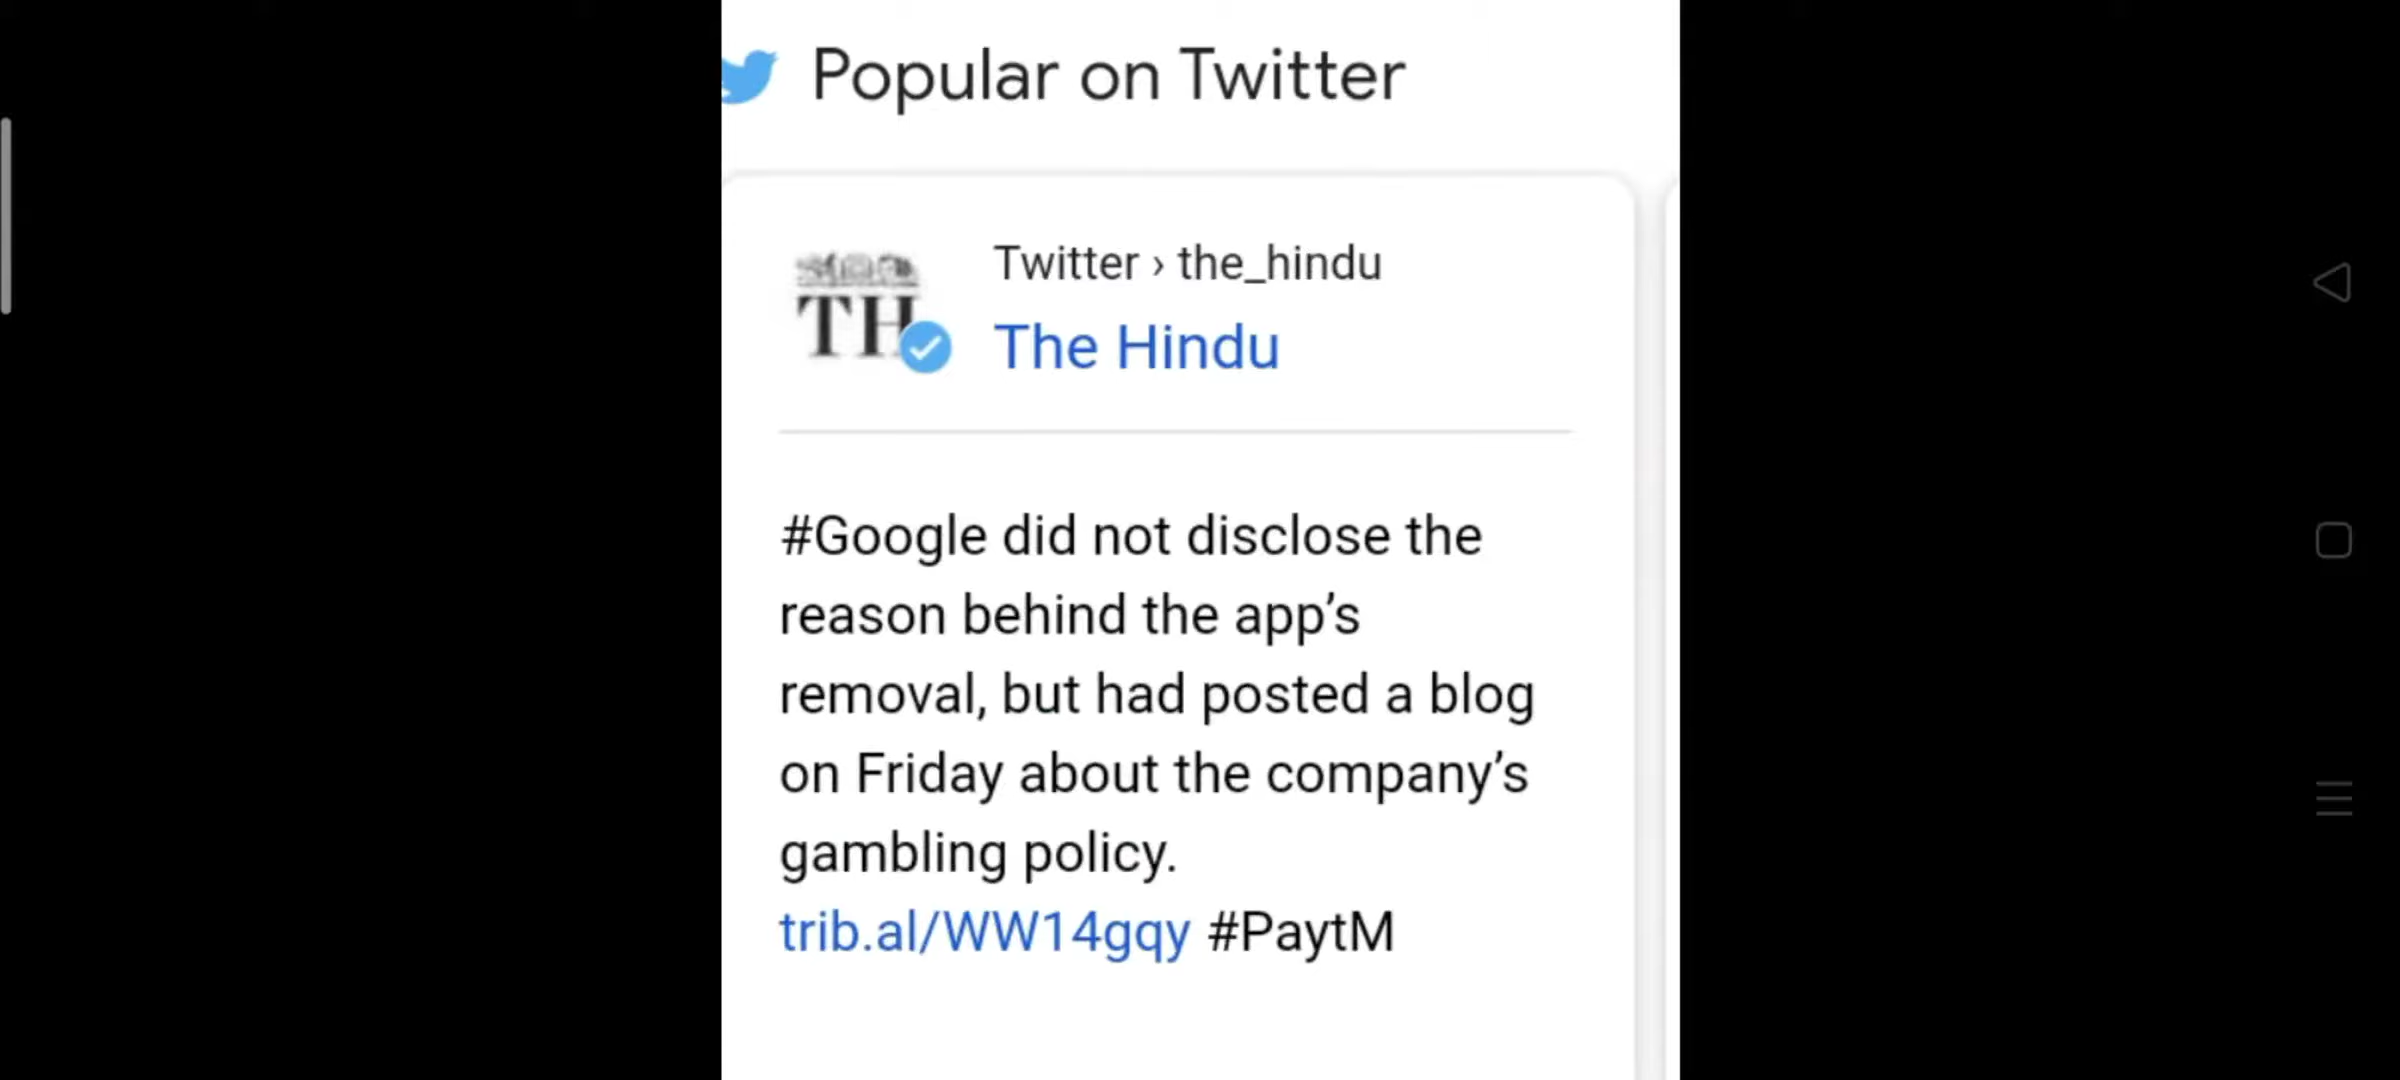 Popular on Twitter
Twitter › the_hindu
TH
The Hindu
#Google did not disclose the
reason behind the app’s
removal, but had posted a blog
on Friday about the company’s
gambling policy.
trib.al/WW14gqy #PaytM